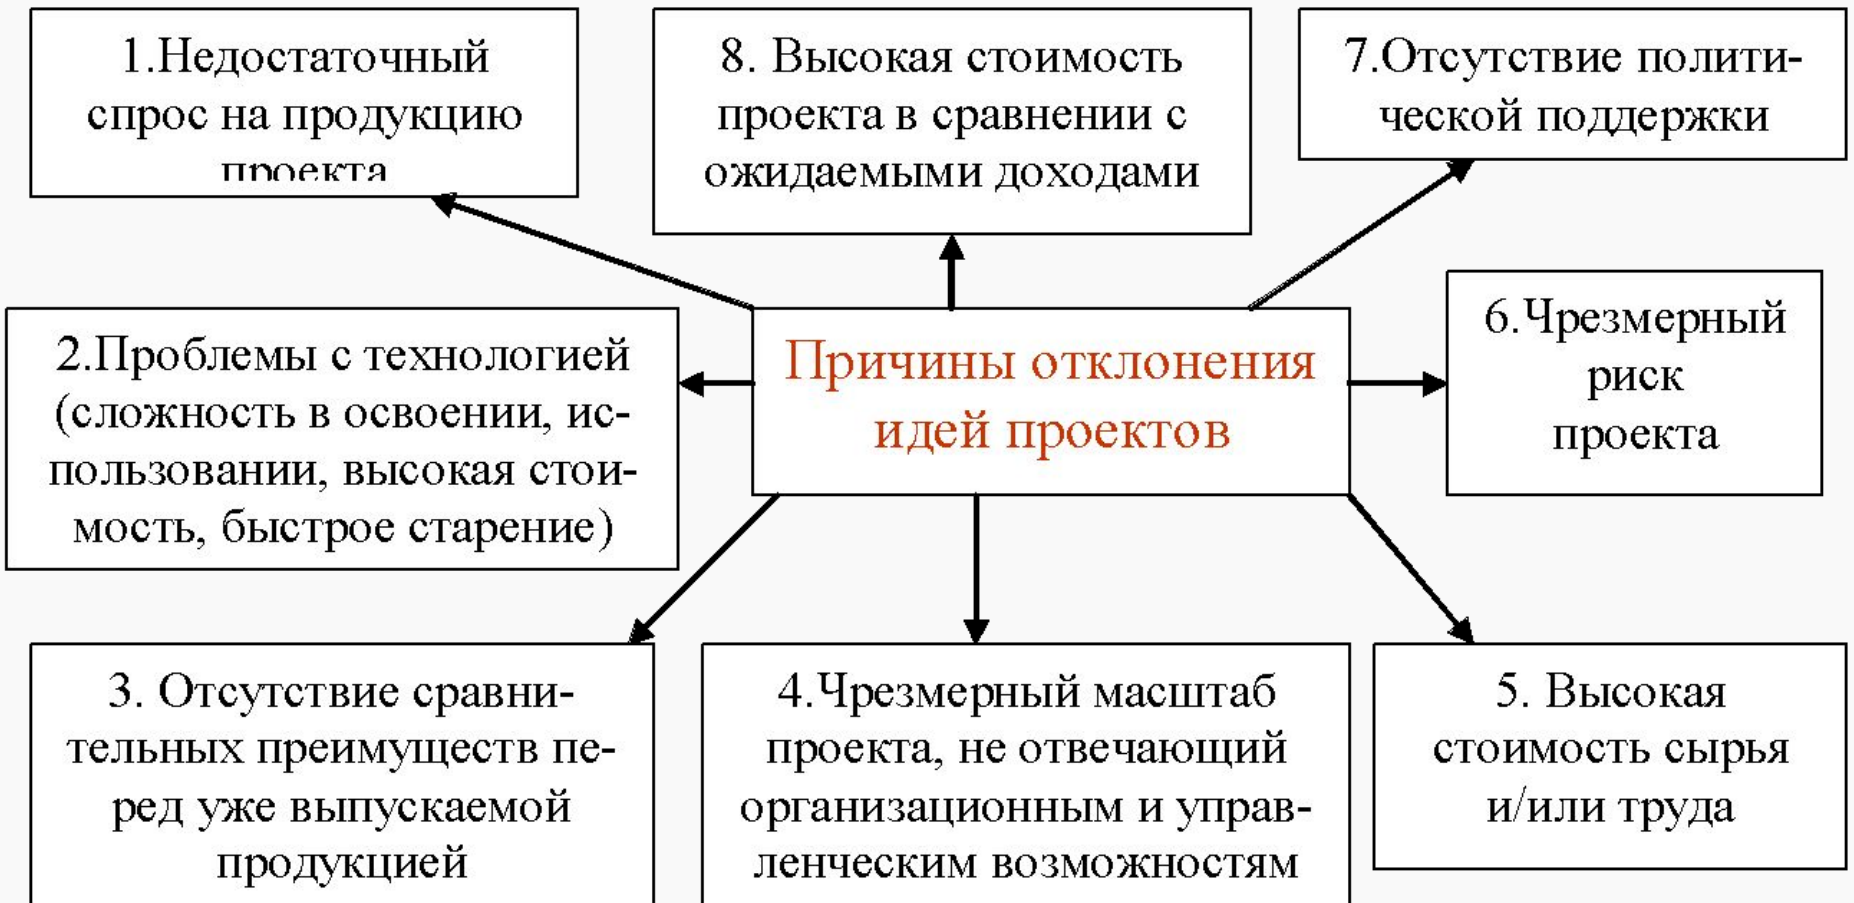 1.Недостаточный
спрос на продукцию
проекта
8. Высокая стоимость
проекта в сравнении с
ожидаемыми доходами
7.Отсутствие полити-
ческой поддержки
2.Проблемы с технологией
(сложность в освоении, ис-
пользовании, высокая стои-
мость, быстрое старение)
Причины отклонения
идей проектов
6.Чрезмерный
риск
проекта
3. Отсутствие сравни-
тельных преимуществ пе-
ред уже выпускаемой
продукцией
4.Чрезмерный масштаб
проекта, не отвечающий
организационным и управ-
ленческим возможностям
5. Высокая
стоимость сырья
и/или труда